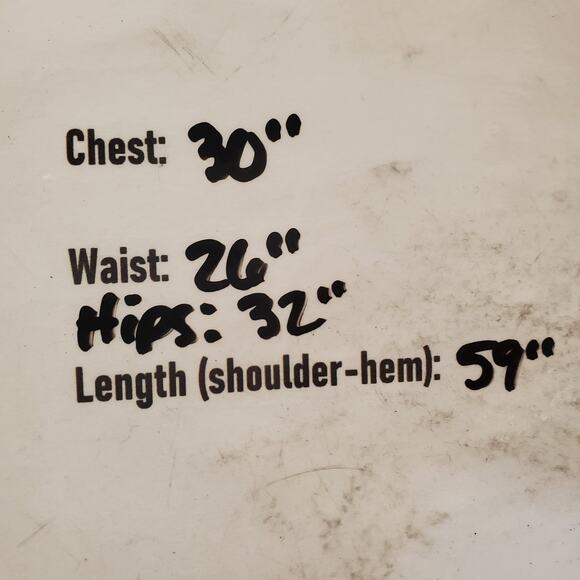 Chest: 30"
Waist: 26"
Hips: 32"
Length (shoulder-hem): 59"